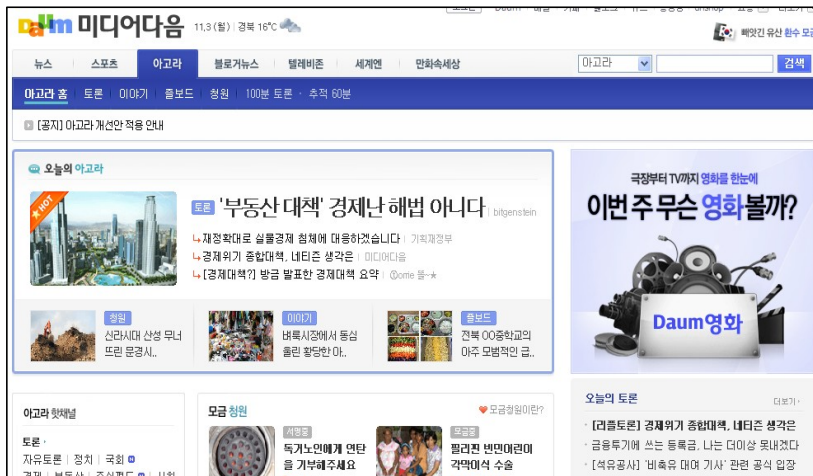 Daum 미디어다음 11.3 (월) 경북 16℃
빼앗긴 유산 환수 모금
뉴스 스포츠 아고라 블로거뉴스 텔레비존 세계엔 만화속세상
아고라 검색
아고라 홈 토론 이야기 즐보드 청원 100분 토론 · 추적 60분
[공지] 아고라 개선안 적용 안내
오늘의 아고라
HOT
토론 '부동산 대책' 경제난 해법 아니다 bitgenstein
재정확대로 실물경제 침체에 대응하겠습니다 기획재정부
경제위기 종합대책, 네티즌 생각은 미디어다음
[경제대책?] 방금 발표한 경제대책 요약
청원
신라시대 산성 무너
뜨린 문경시..
이야기
벼룩시장에서 동심
울린 황당한 아..
즐보드
전북 OO중학교의
아주 모범적인 급..
극장부터 TV까지 영화를 한눈에
이번 주 무슨 영화 볼까?
Daum영화
아고라 핫채널
토론
자유토론 정치 국회
모금 청원 모금청원이란?
서명중
독거노인에게 연탄
을 기부해주세요
모금중
팔려진 빈민어린이
각막이식 수술
오늘의 토론 더보기
[리플토론] 경제위기 종합대책, 네티즌 생각은
금융투기에 쓰는 등록금, 나는 더이상 못내겠다
[석유공사] '비축유 대여 기사' 관련 공식 입장